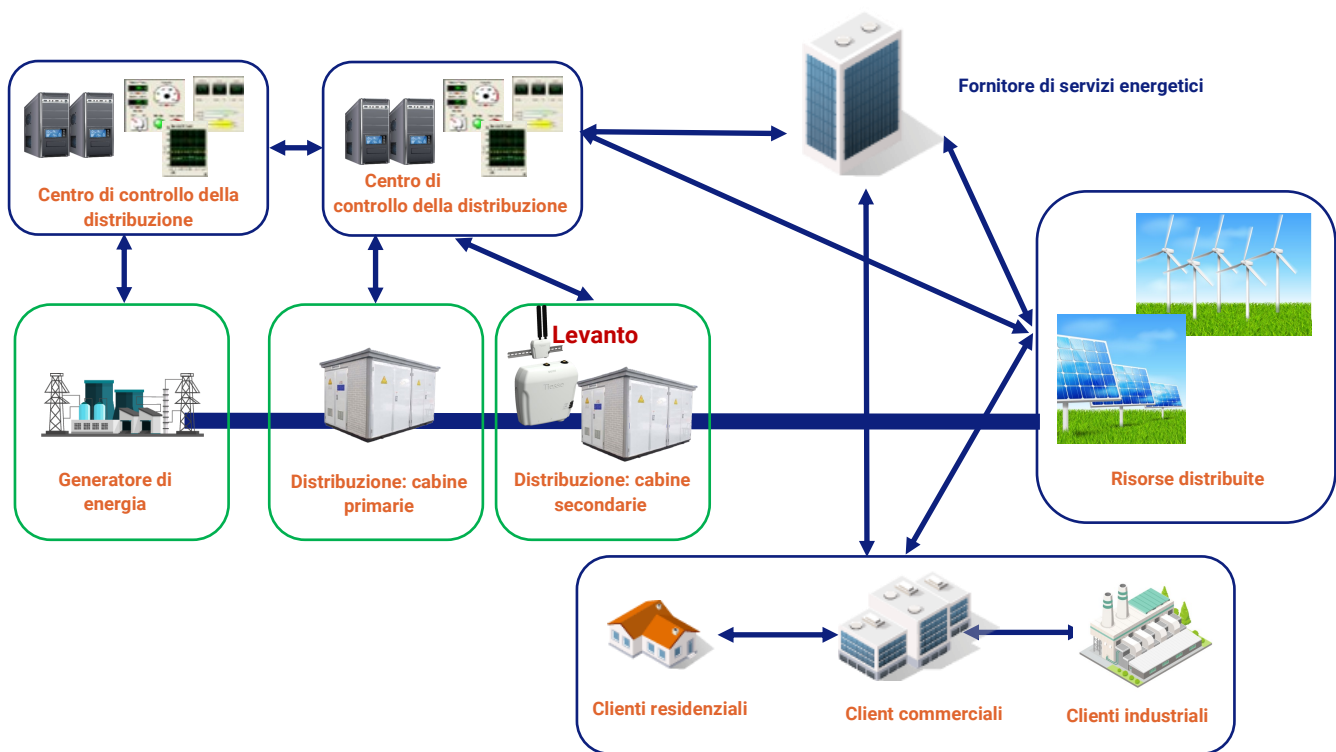 Fornitore di servizi energetici
Centro di controllo della
distribuzione
Centro di
controllo della distribuzione
Levanto
Generatore di
energia
Distribuzione: cabine
primarie
Distribuzione: cabine
secondarie
Risorse distribuite
Clienti residenziali
Client commerciali
Clienti industriali